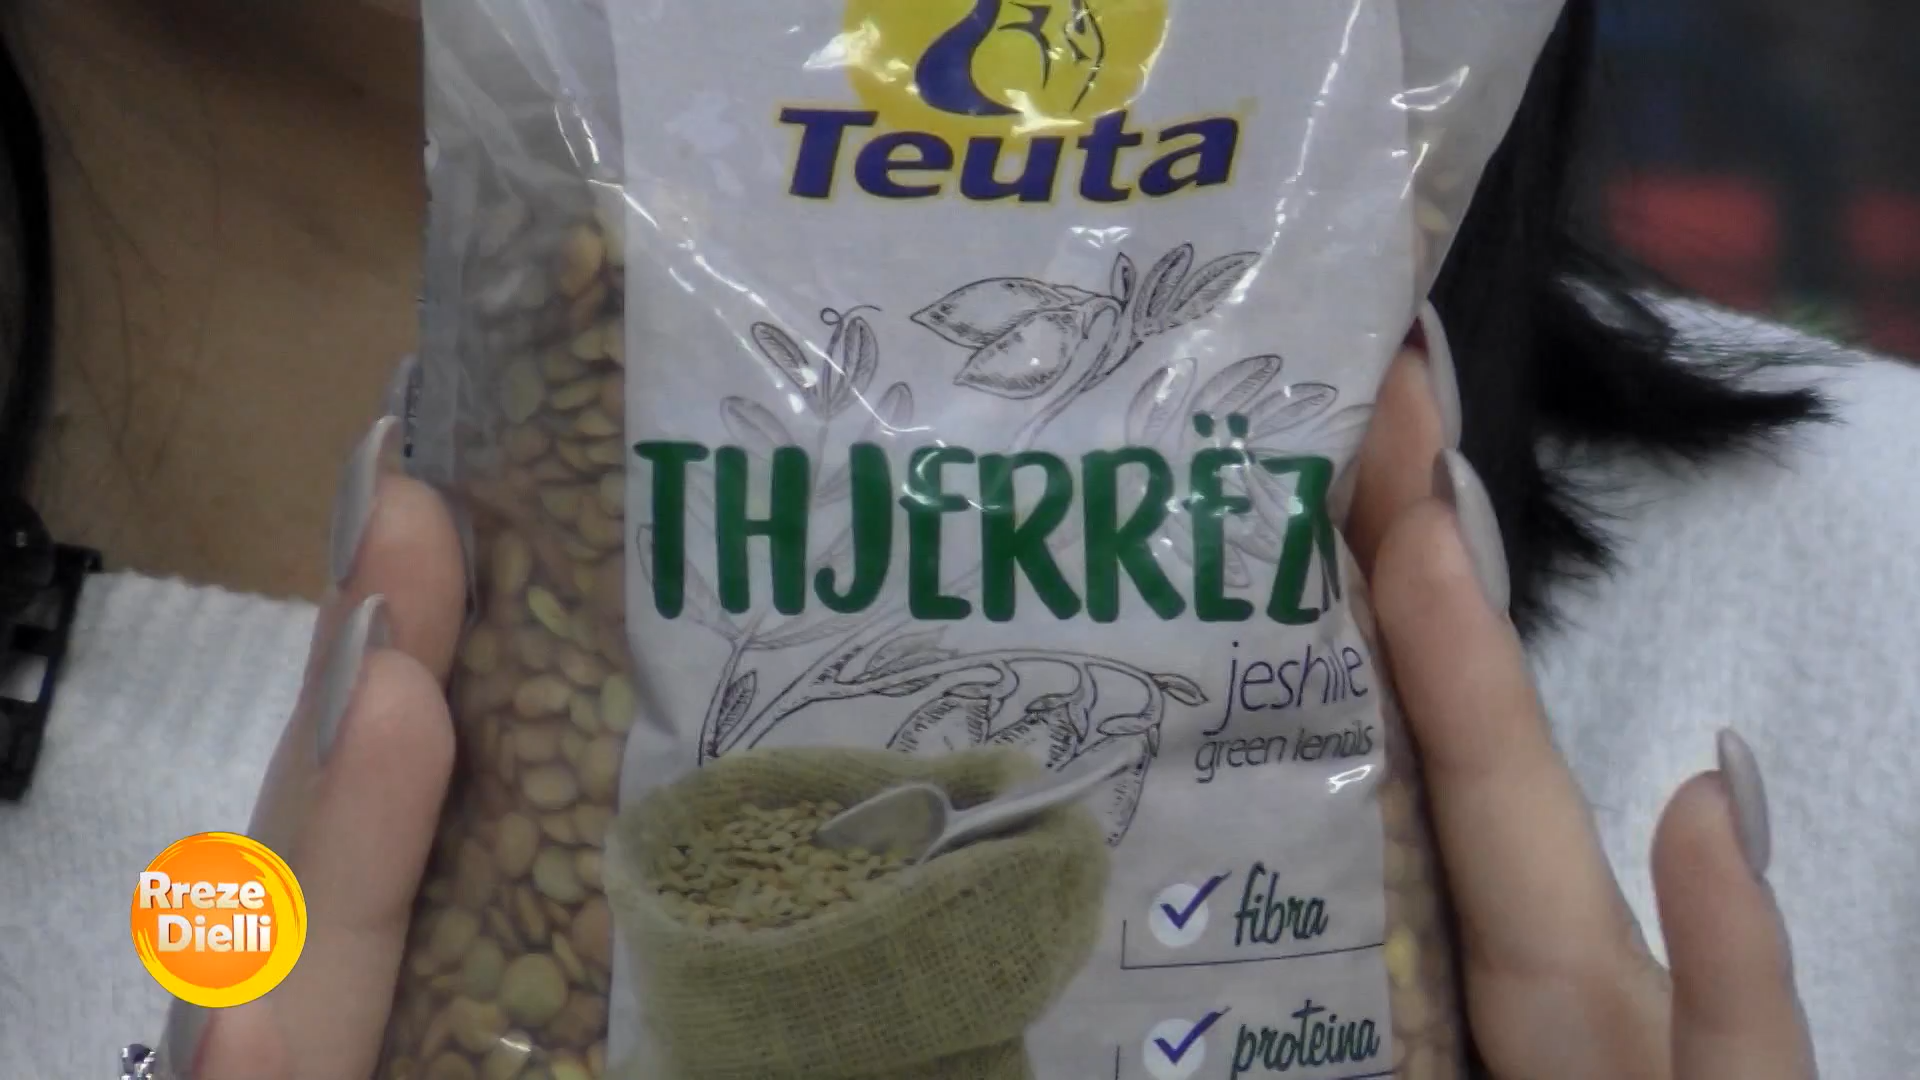 Teuta
THJERRËZ
jeshile
green lentils
fibra
proteina
Rreze
Dielli